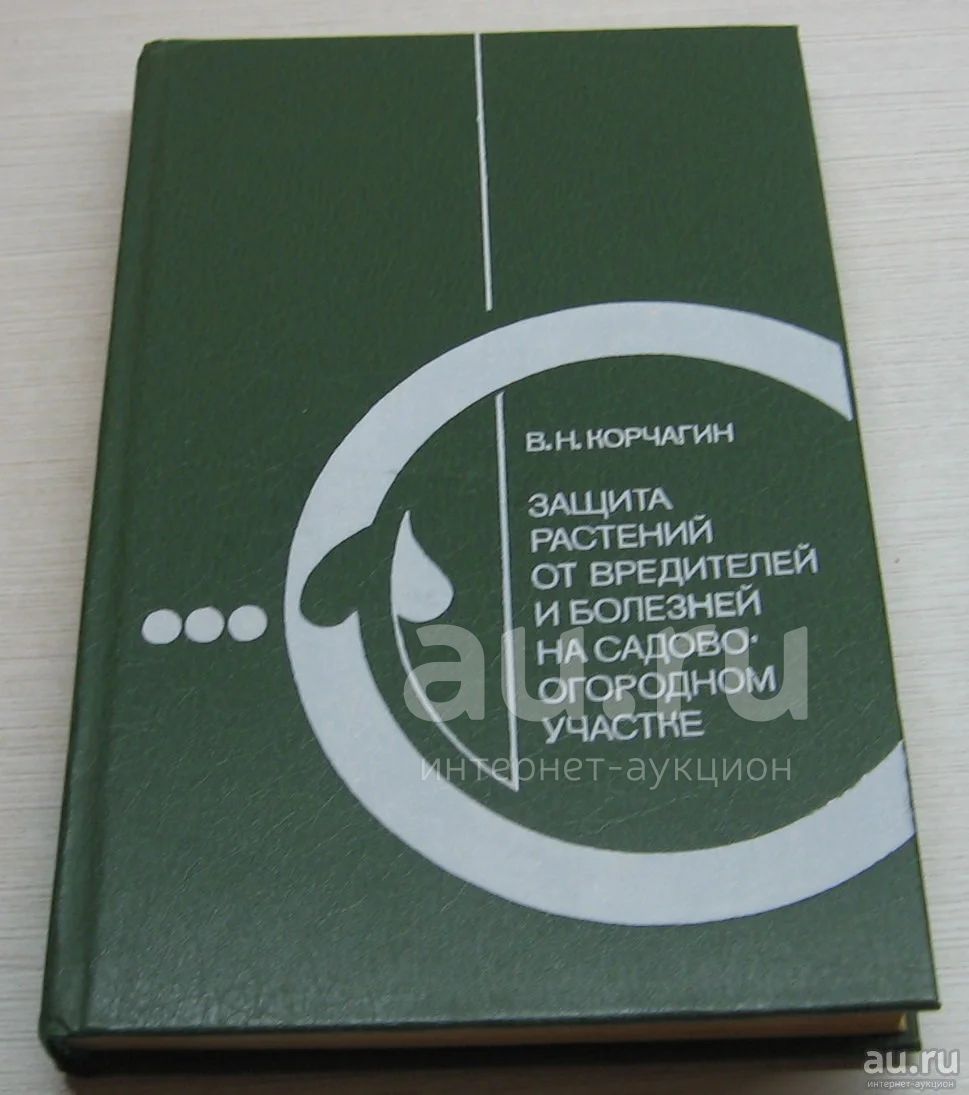 В. Н. КОРЧАГИН
ЗАЩИТА
РАСТЕНИЙ
ОТ ВРЕДИТЕЛЕЙ
И БОЛЕЗНЕЙ
НА САДОВО-
ОГОРОДНОМ
УЧАСТКЕ
au.ru
интернет-аукцион
au.ru
интернет-аукцион